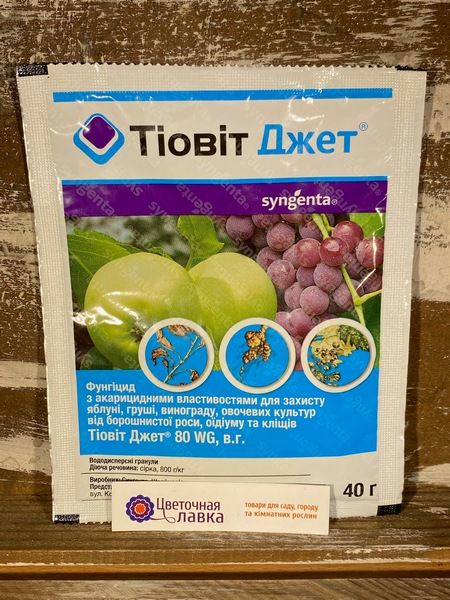 Тіовіт Джет®
syngenta®
Фунгіцид
з акарицидними властивостями для захисту
яблуні, груші, винограду, овочевих культур
від борошнистої роси, оїдіуму та кліщів
Тіовіт Джет® 80 WG, в.г.
Вододисперсні гранули
Діюча речовина: сірка, 800 г/кг
Виробник:
40 г
Цветочная
лавка
товари для саду, городу
та кімнатних рослин